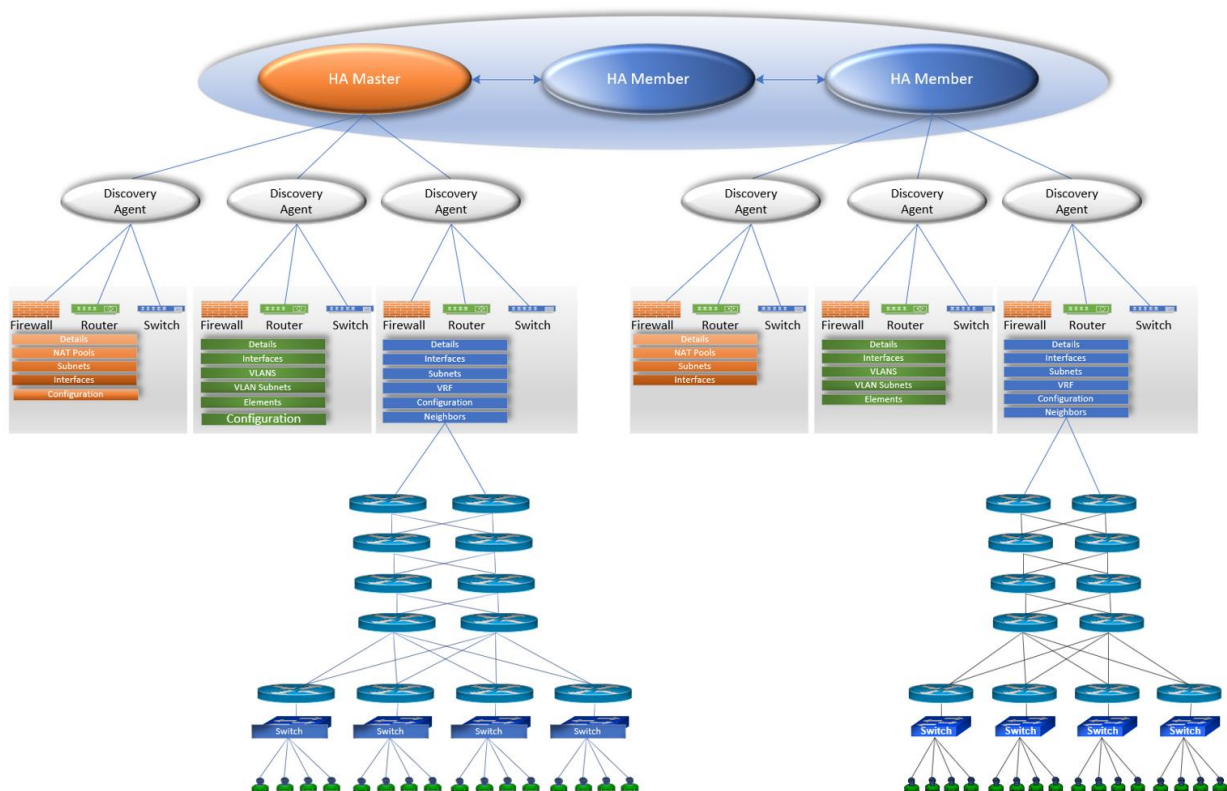 HA Master
HA Member
HA Member
Discovery
Agent
Discovery
Agent
Discovery
Agent
Discovery
Agent
Discovery
Agent
Discovery
Agent
Firewall Router Switch
Details
NAT Pools
Subnets
Interfaces
Configuration
Firewall Router Switch
Details
Interfaces
VLANS
VLAN Subnets
Elements
Configuration
Firewall Router Switch
Details
Interfaces
Subnets
VRF
Configuration
Neighbors
Firewall Router Switch
Details
NAT Pools
Subnets
Interfaces
Firewall Router Switch
Details
Interfaces
VLANS
VLAN Subnets
Elements
Firewall Router Switch
Details
Interfaces
Subnets
VRF
Configuration
Neighbors
Switch Switch Switch Switch
Switch Switch Switch Switch